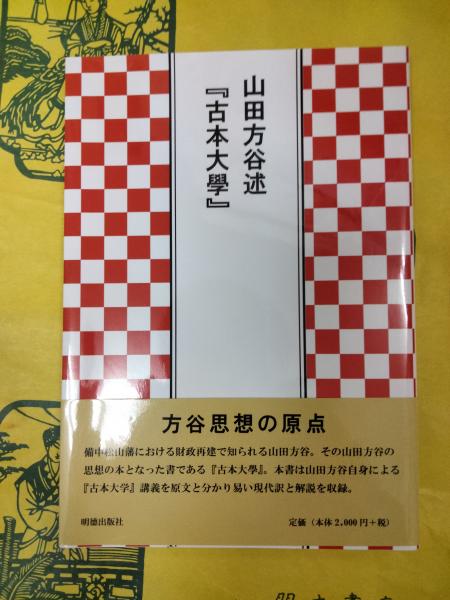 山田方谷述
『古本大學』
方谷思想の原点
備中松山藩における財政再建で知られる山田方谷。その山田方谷の
思想の本となった書である『古本大學』。本書は山田方谷自身による
『古本大学』講義を原文と分かり易い現代訳と解説を収録。
明徳出版社
定価（本体2,000円+税）